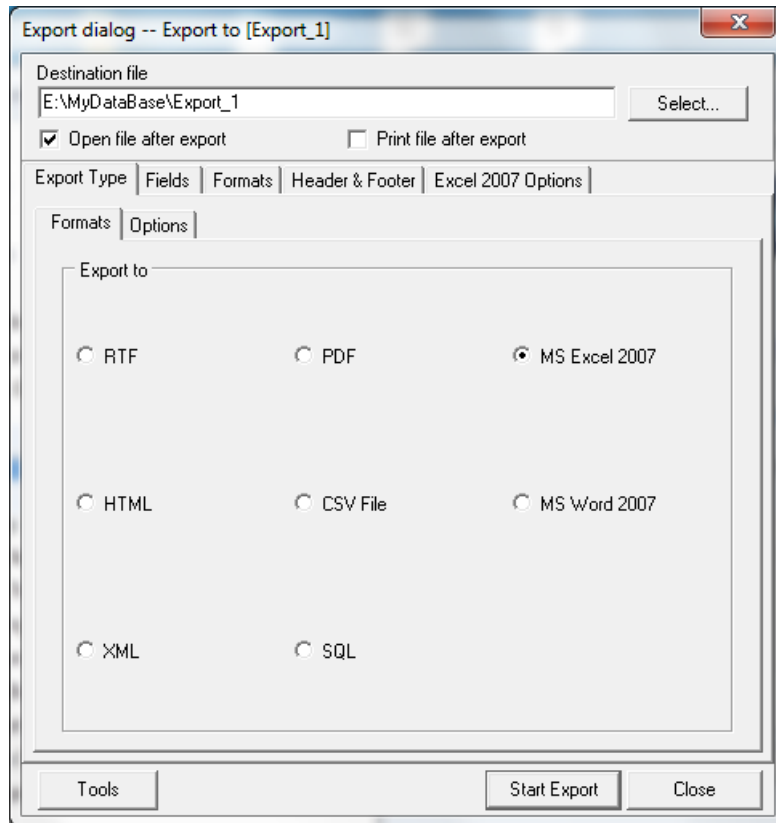 Export dialog -- Export to [Export_1]
Destination file
E:\MyDataBase\Export_1
Select...
Open file after export
Print file after export
Export Type
Fields
Formats
Header & Footer
Excel 2007 Options
Formats
Options
Export to
RTF
PDF
MS Excel 2007
HTML
CSV File
MS Word 2007
XML
SQL
Tools
Start Export
Close